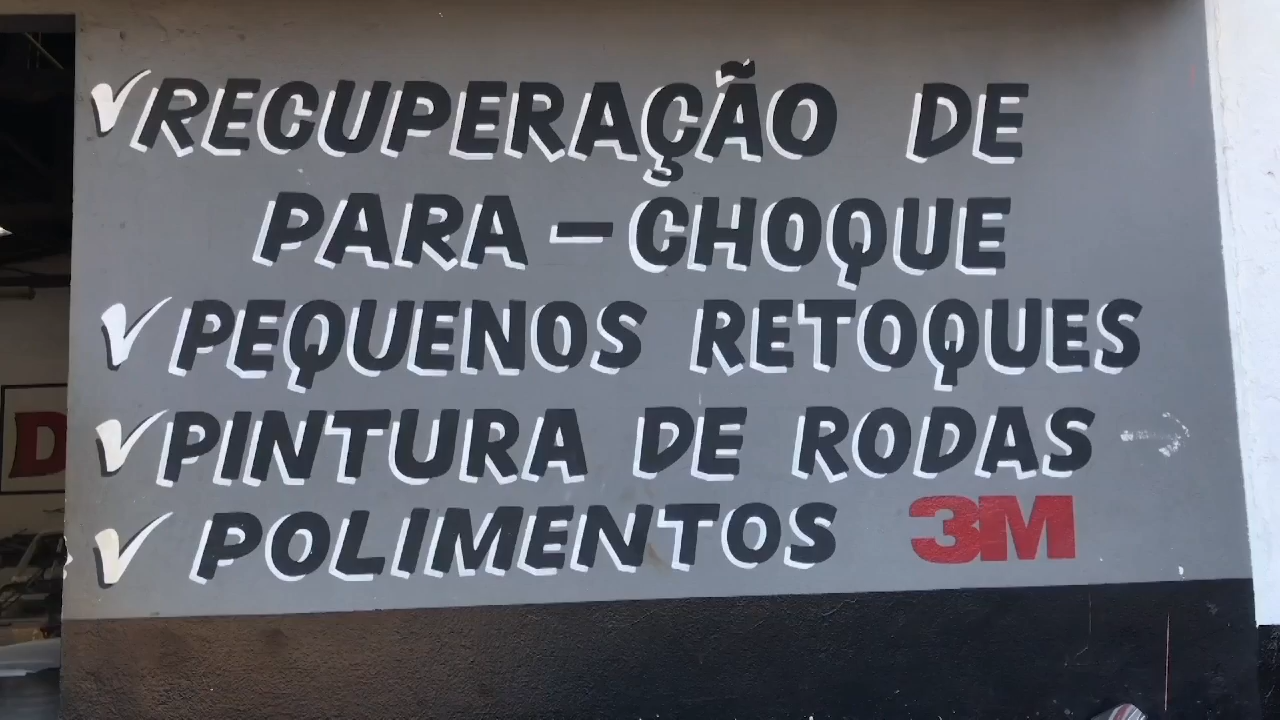 ✓RECUPERAÇÃO DE
PARA-CHOQUE
✓PEQUENOS RETOQUES
✓PINTURA DE RODAS
✓POLIMENTOS 3M
D